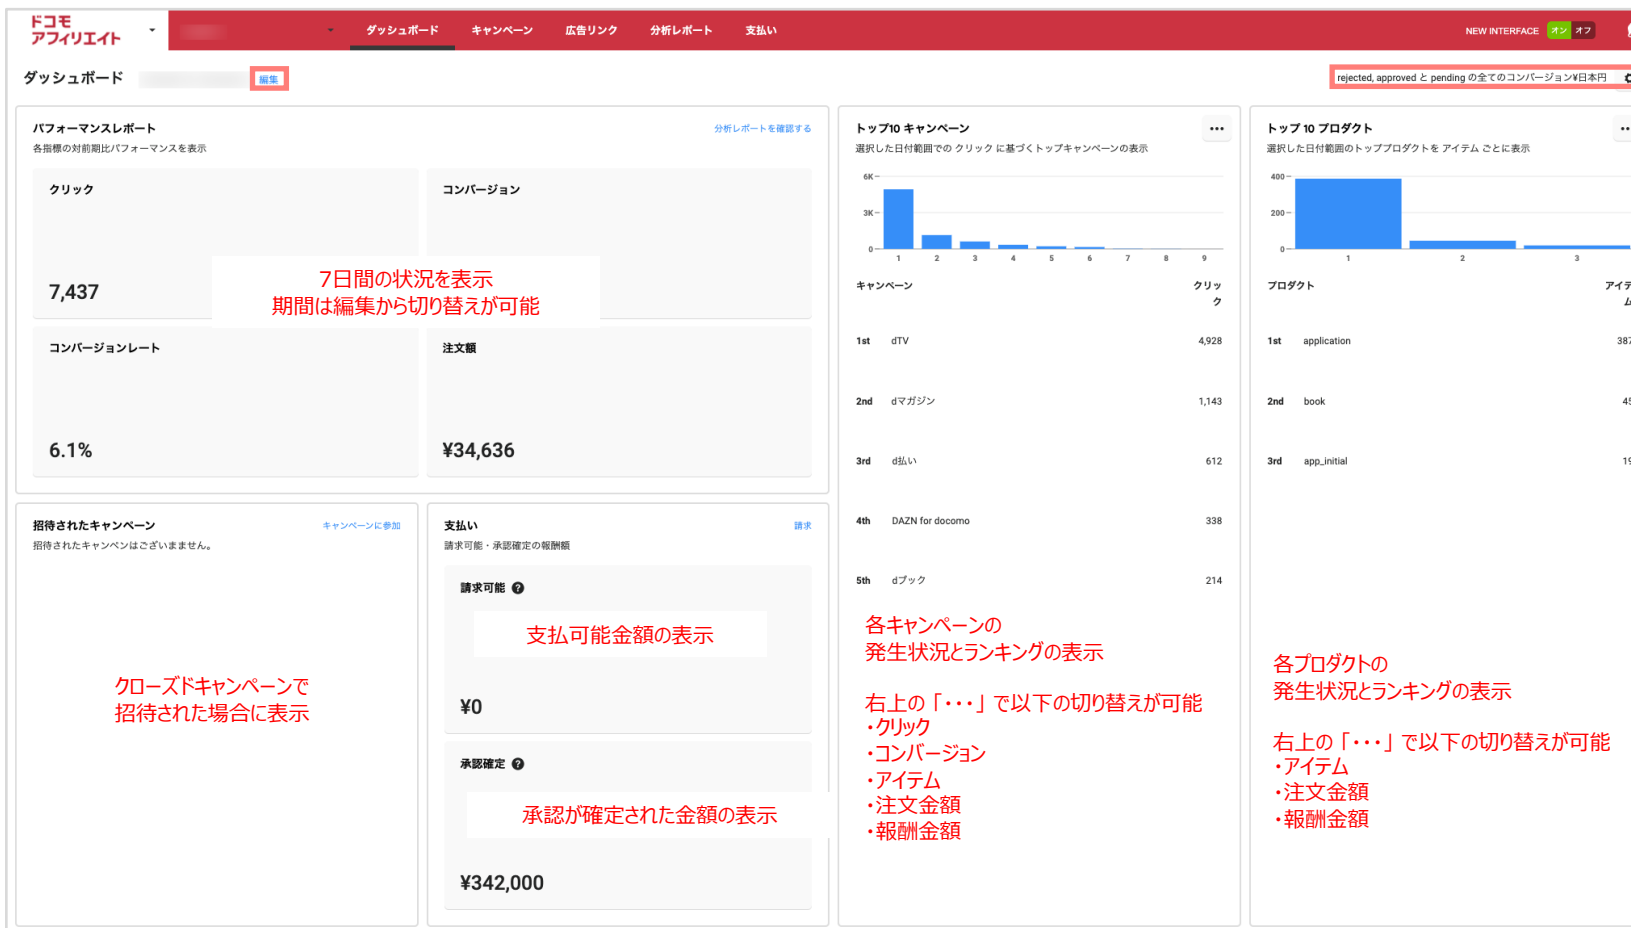 ドコモ
アフィリエイト
ダッシュボード
キャンペーン
広告リンク
分析レポート
支払い
NEW INTERFACE
オン
オフ
ダッシュボード
編集
rejected, approved と pending の全てのコンバージョン¥日本円
パフォーマンスレポート
分析レポートを確認する
各指標の対前期比パフォーマンスを表示
クリック
7,437
コンバージョン
7日間の状況を表示
期間は編集から切り替えが可能
コンバージョンレート
6.1%
注文額
¥34,636
招待されたキャンペーン
キャンペーンに参加
招待されたキャンペンはございまません。
クローズドキャンペーンで
招待された場合に表示
支払い
請求
請求可能・承認確定の報酬額
請求可能
支払可能金額の表示
¥0
承認確定
承認が確定された金額の表示
¥342,000
トップ10 キャンペーン
選択した日付範囲での クリック に基づくトップキャンペーンの表示
6K
3K
0
1 2 3 4 5 6 7 8 9
キャンペーン
クリッ
ク
1st dTV 4,928
2nd dマガジン 1,143
3rd d払い 612
4th DAZN for docomo 338
5th dブック 214
各キャンペーンの
発生状況とランキングの表示
右上の「・・・」で以下の切り替えが可能
・クリック
・コンバージョン
・アイテム
・注文金額
・報酬金額
トップ 10 プロダクト
選択した日付範囲のトッププロダクトを アイテム ごとに表示
400
200
0
1 2 3
プロダクト
アイテ
ム
1st application 387
2nd book 45
3rd app_initial 19
各プロダクトの
発生状況とランキングの表示
右上の「・・・」で以下の切り替えが可能
・アイテム
・注文金額
・報酬金額